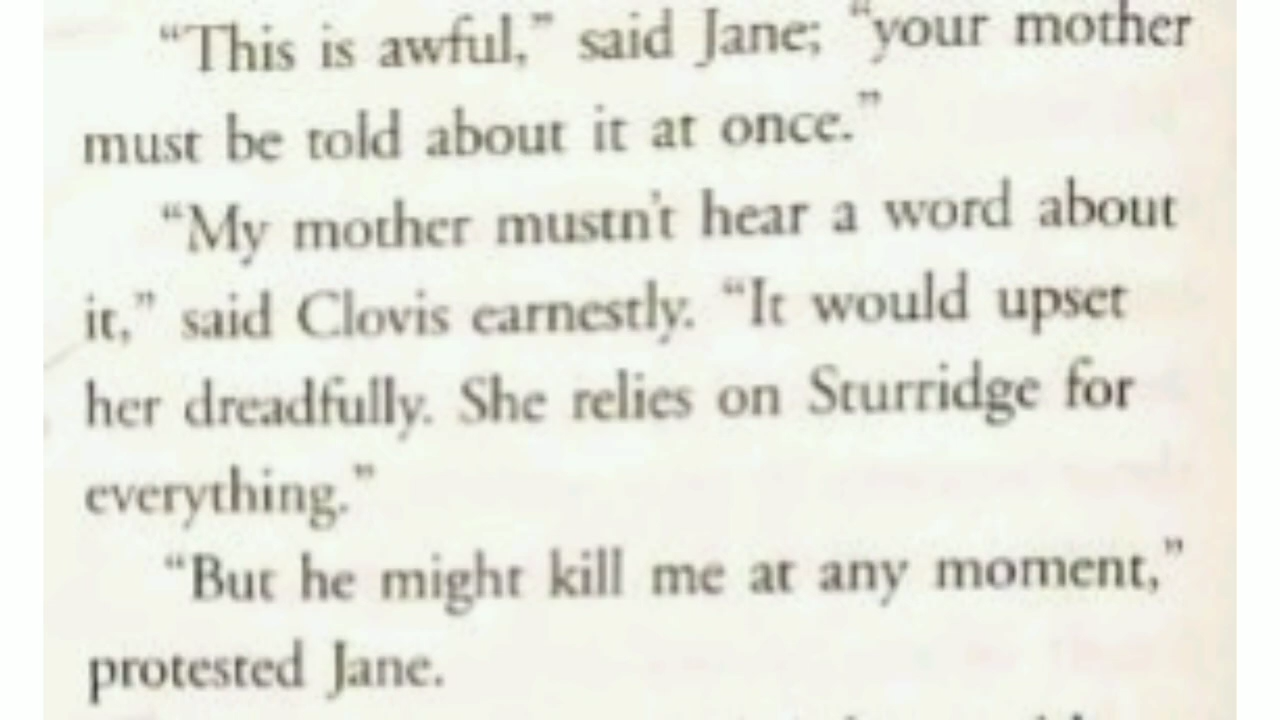 “This is awful,” said Jane; “your mother
must be told about it at once.”
“My mother mustn’t hear a word about
it,” said Clovis earnestly. “It would upset
her dreadfully. She relies on Sturridge for
everything.”
“But he might kill me at any moment,”
protested Jane.